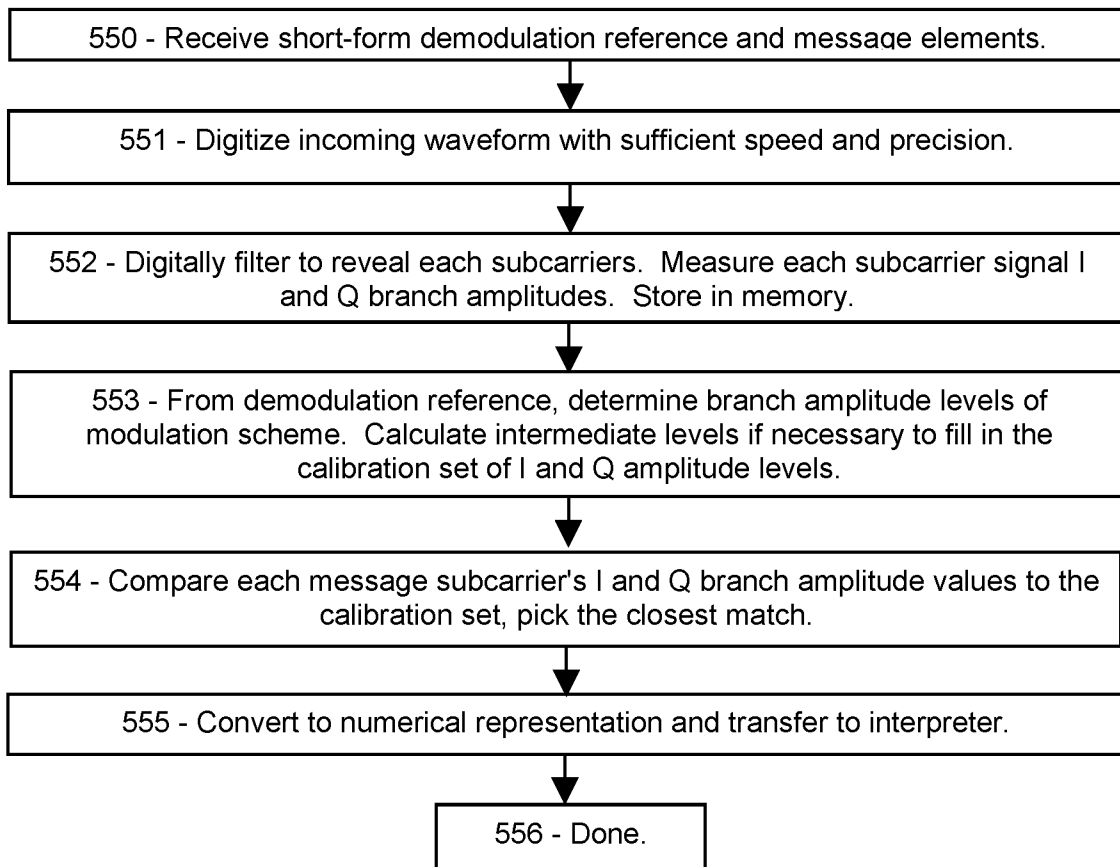 550 - Receive short-form demodulation reference and message elements.
551 - Digitize incoming waveform with sufficient speed and precision.
552 - Digitally filter to reveal each subcarriers.  Measure each subcarrier signal I
and Q branch amplitudes.  Store in memory.
553 - From demodulation reference, determine branch amplitude levels of
modulation scheme.  Calculate intermediate levels if necessary to fill in the
calibration set of I and Q amplitude levels.
554 - Compare each message subcarrier's I and Q branch amplitude values to the
calibration set, pick the closest match.
555 - Convert to numerical representation and transfer to interpreter.
556 - Done.